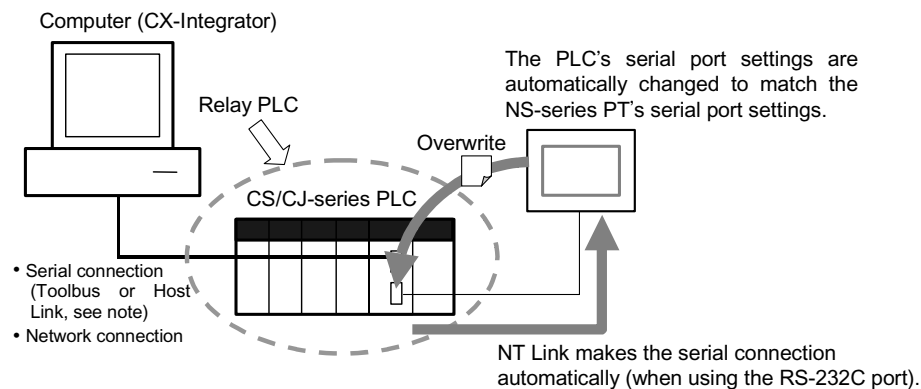 Computer (CX-Integrator)
The PLC's serial port settings are
automatically changed to match the
NS-series PT's serial port settings.
Relay PLC
Overwrite
CS/CJ-series PLC
• Serial connection
(Toolbus or Host
Link, see note)
• Network connection
NT Link makes the serial connection
automatically (when using the RS-232C port).